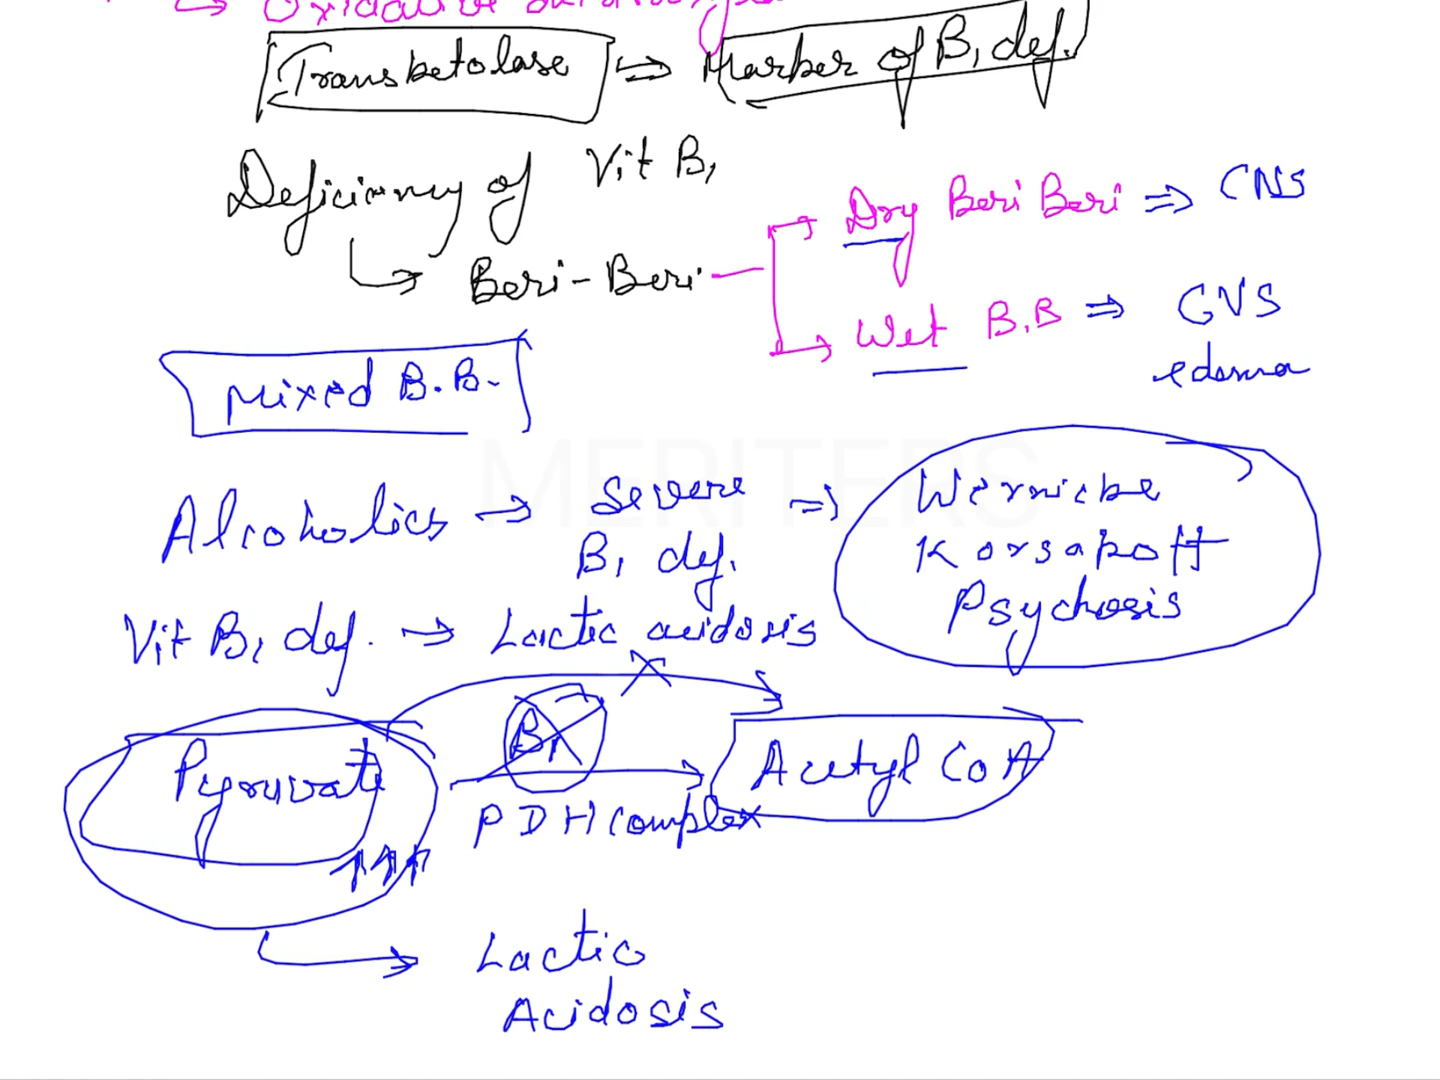 ↳ Oxidative
Transketolase ⇒ Marker of B1 def.
Deficiency of Vit B1
↳ Beri-Beri
Dry Beri Beri ⇒ CNS
Wet B.B ⇒ CVS
edema
Mixed B.B.
Alcoholics → Severe B1 def. ⇒ Wernicke
Korsakoff
Psychosis
MERITERS
Vit B1 def. → Lactic acidosis
Pyruvate ↑↑↑ B1 Acetyl CoA
PDH complex
Lactic
Acidosis